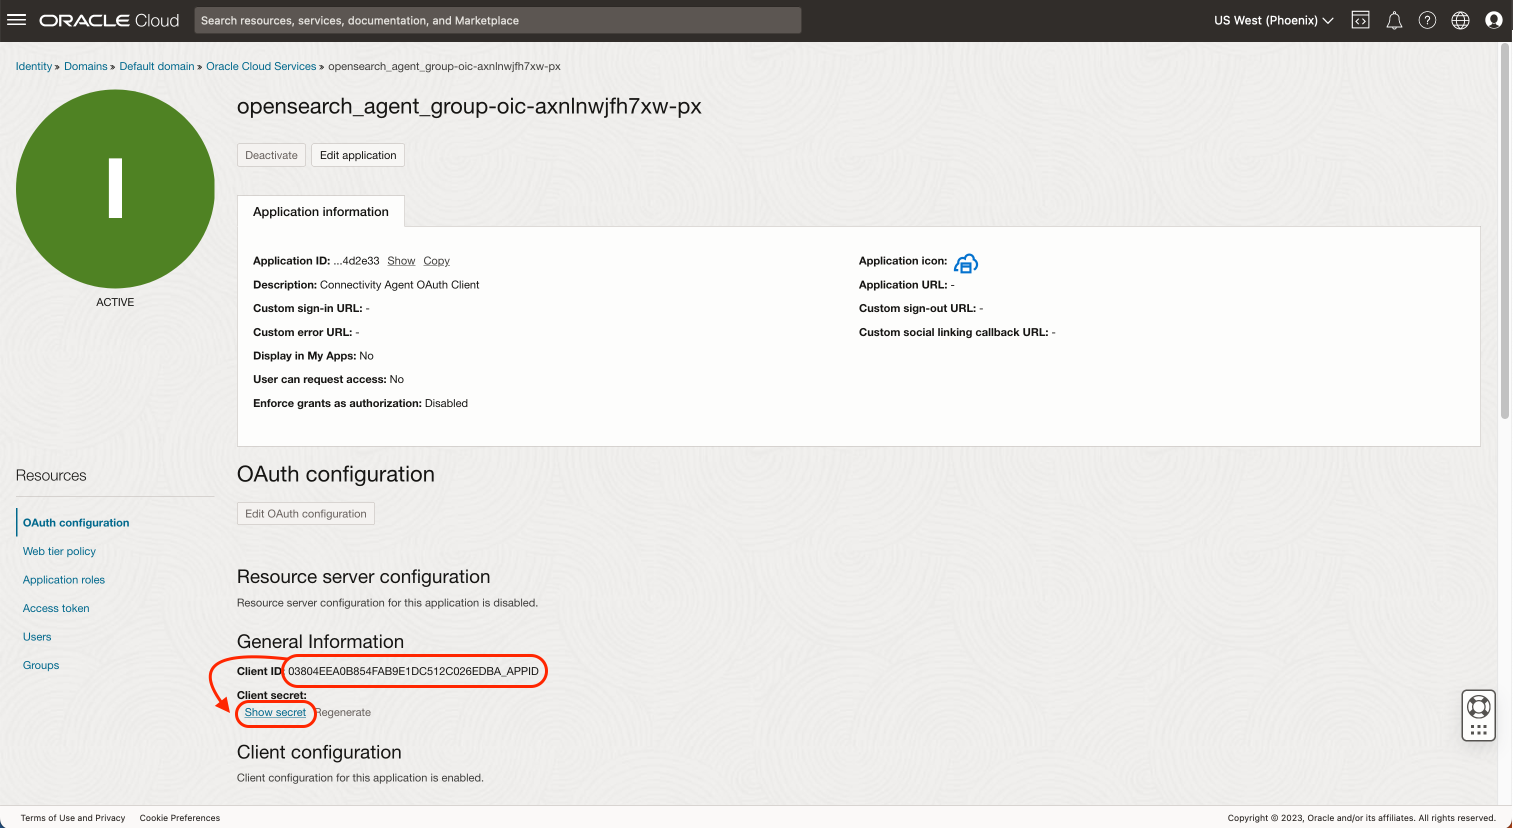 ORACLE Cloud
Search resources, services, documentation, and Marketplace
US West (Phoenix)
Identity » Domains » Default domain » Oracle Cloud Services » opensearch_agent_group-oic-axnlnwjfh7xw-px
I
ACTIVE
opensearch_agent_group-oic-axnlnwjfh7xw-px
Deactivate
Edit application
Application information
Application ID: ...4d2e33 Show Copy
Description: Connectivity Agent OAuth Client
Custom sign-in URL: -
Custom error URL: -
Display in My Apps: No
User can request access: No
Enforce grants as authorization: Disabled
Application icon:
Application URL: -
Custom sign-out URL: -
Custom social linking callback URL: -
Resources
OAuth configuration
Web tier policy
Application roles
Access token
Users
Groups
OAuth configuration
Edit OAuth configuration
Resource server configuration
Resource server configuration for this application is disabled.
General Information
Client ID: 03804EEA0B854FAB9E1DC512C026EDBA_APPID
Client secret:
Show secret Regenerate
Client configuration
Client configuration for this application is enabled.
Terms of Use and Privacy
Cookie Preferences
Copyright © 2023, Oracle and/or its affiliates. All rights reserved.